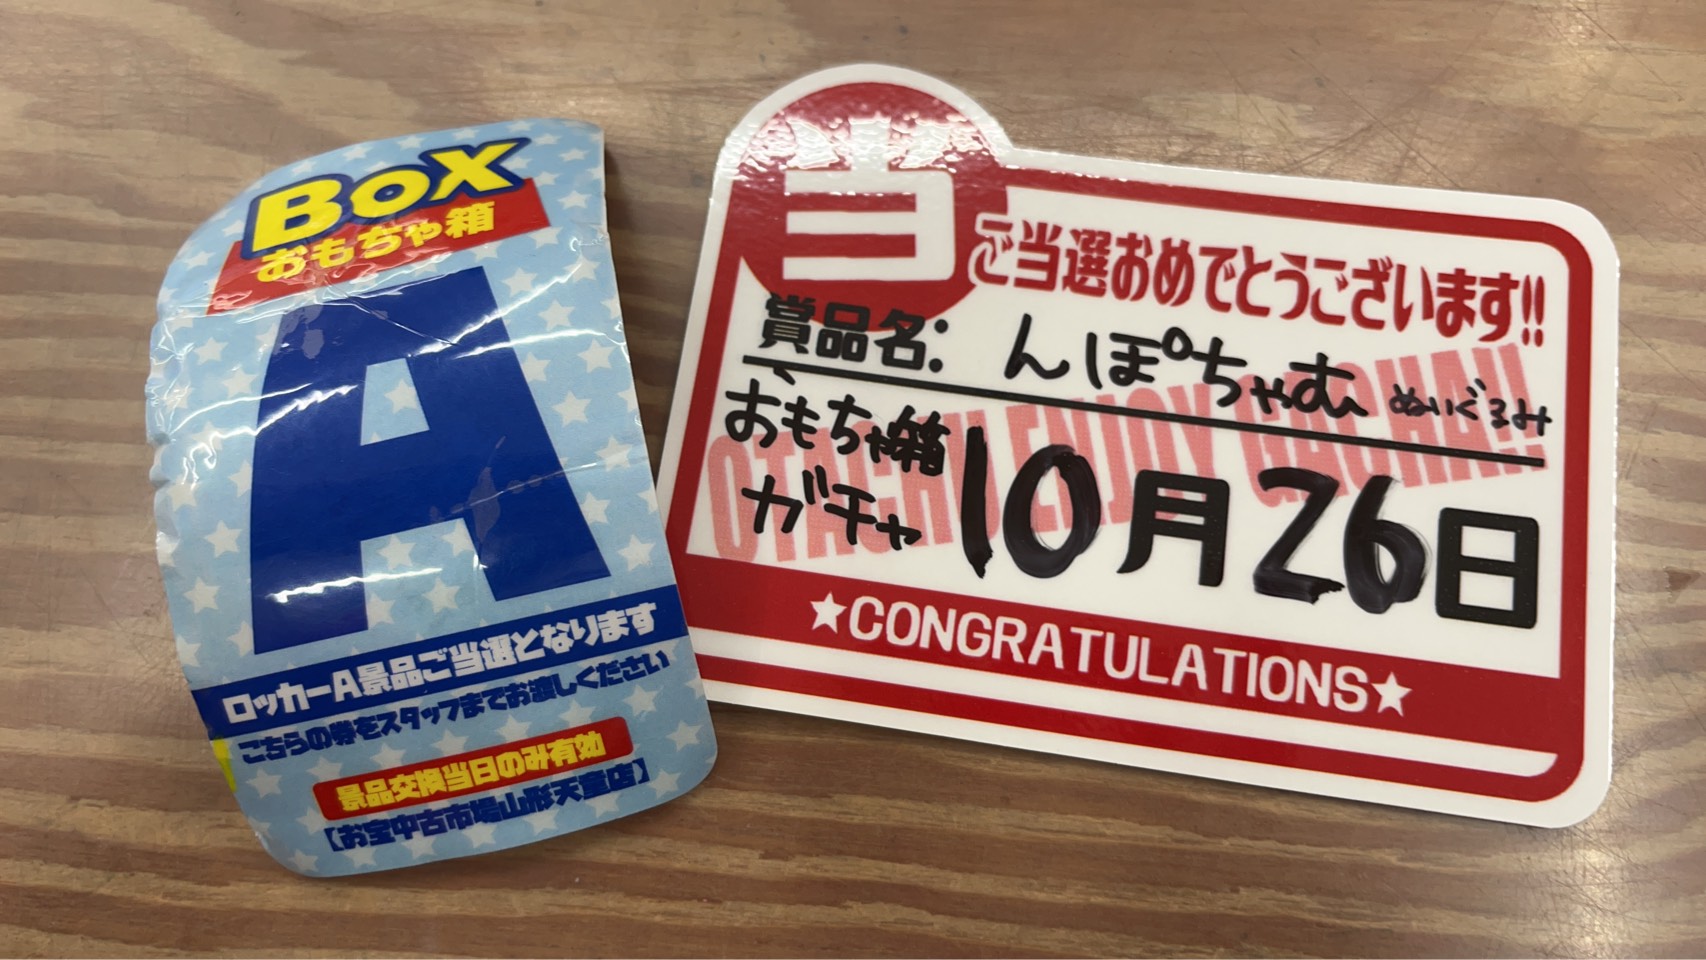 BOX
おもちゃ箱
A
ロッカーA景品ご当選となります
こちらの券をスタッフまでお渡しください
景品交換当日のみ有効
【お宝中古市場山形天童店】
当
ご当選おめでとうございます!!
賞品名: んぽちゃむ ぬいぐるみ
おもちゃ箱
ガチャ
10月26日
OTACHU ENJOY GACHA!!
★CONGRATULATIONS★